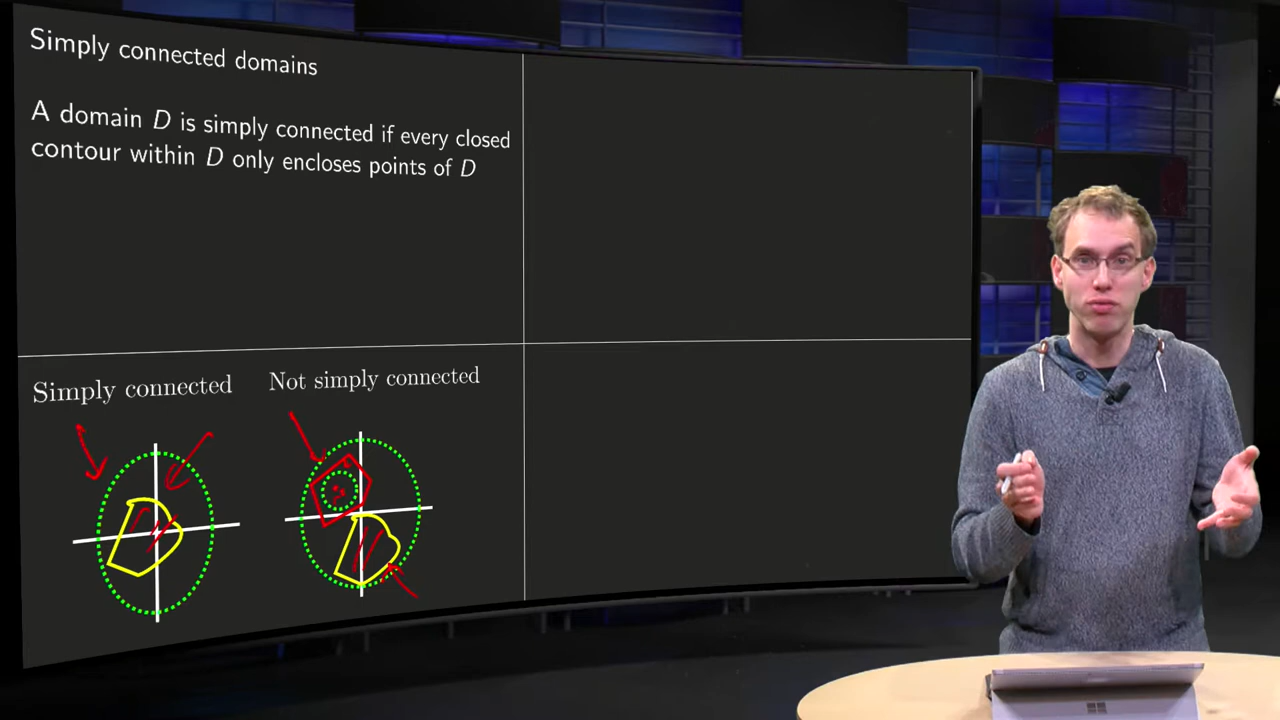 Simply connected domains
A domain D is simply connected if every closed
contour within D only encloses points of D
Simply connected
Not simply connected